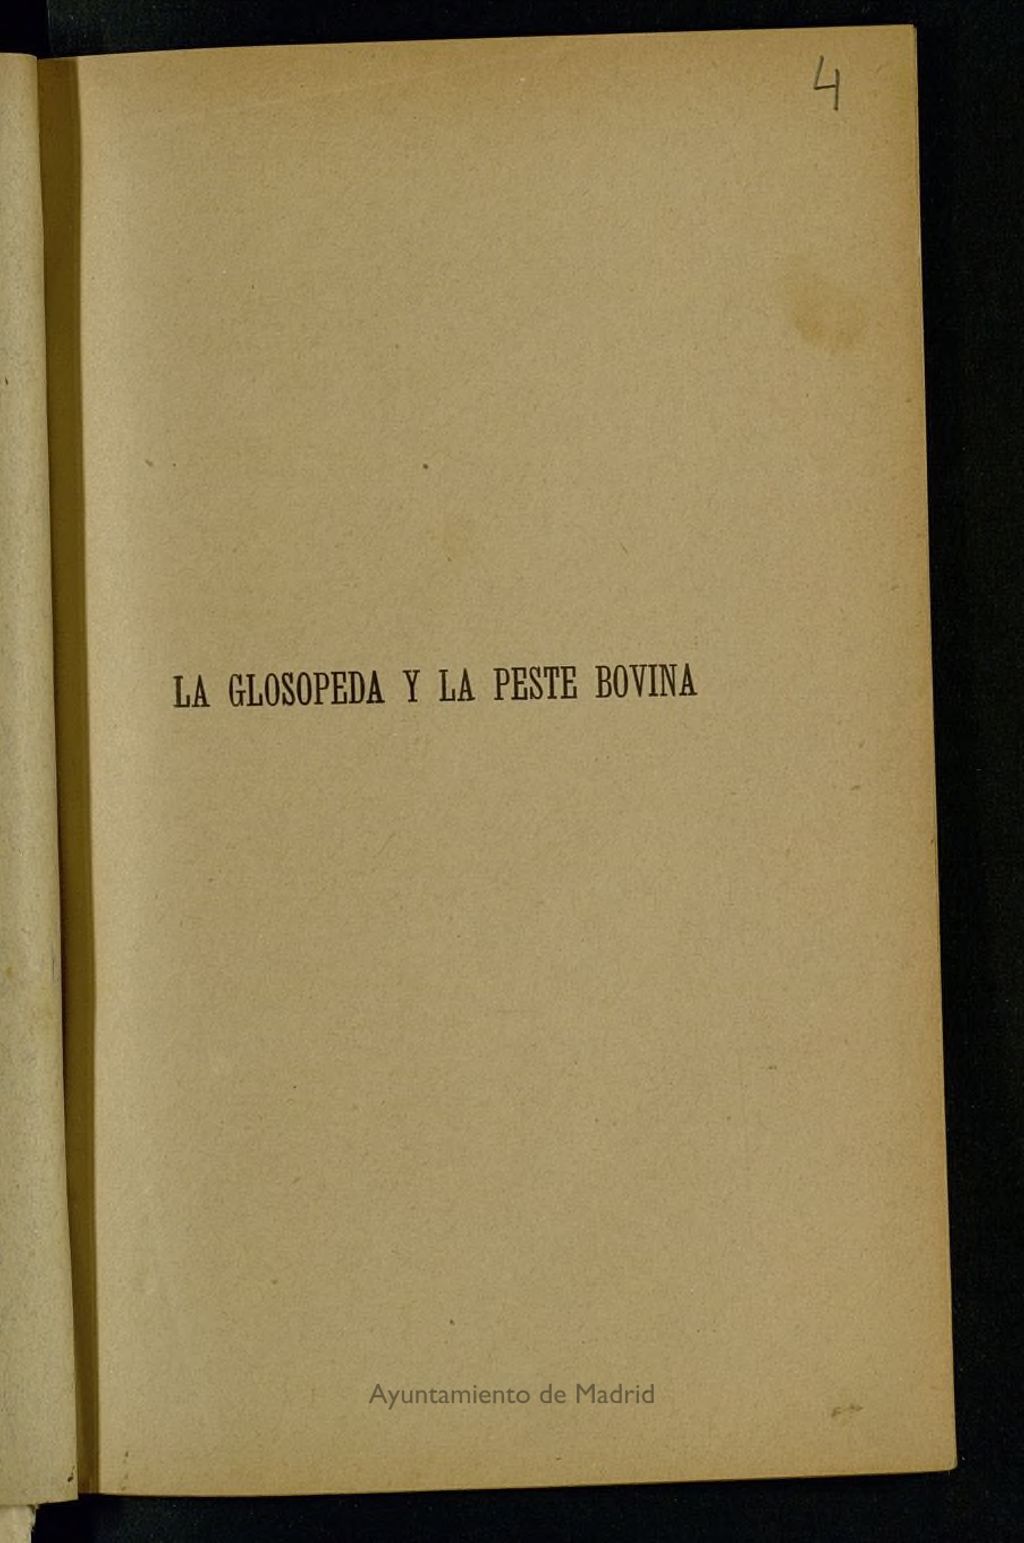 4
LA GLOSOPEDA Y LA PESTE BOVINA
Ayuntamiento de Madrid